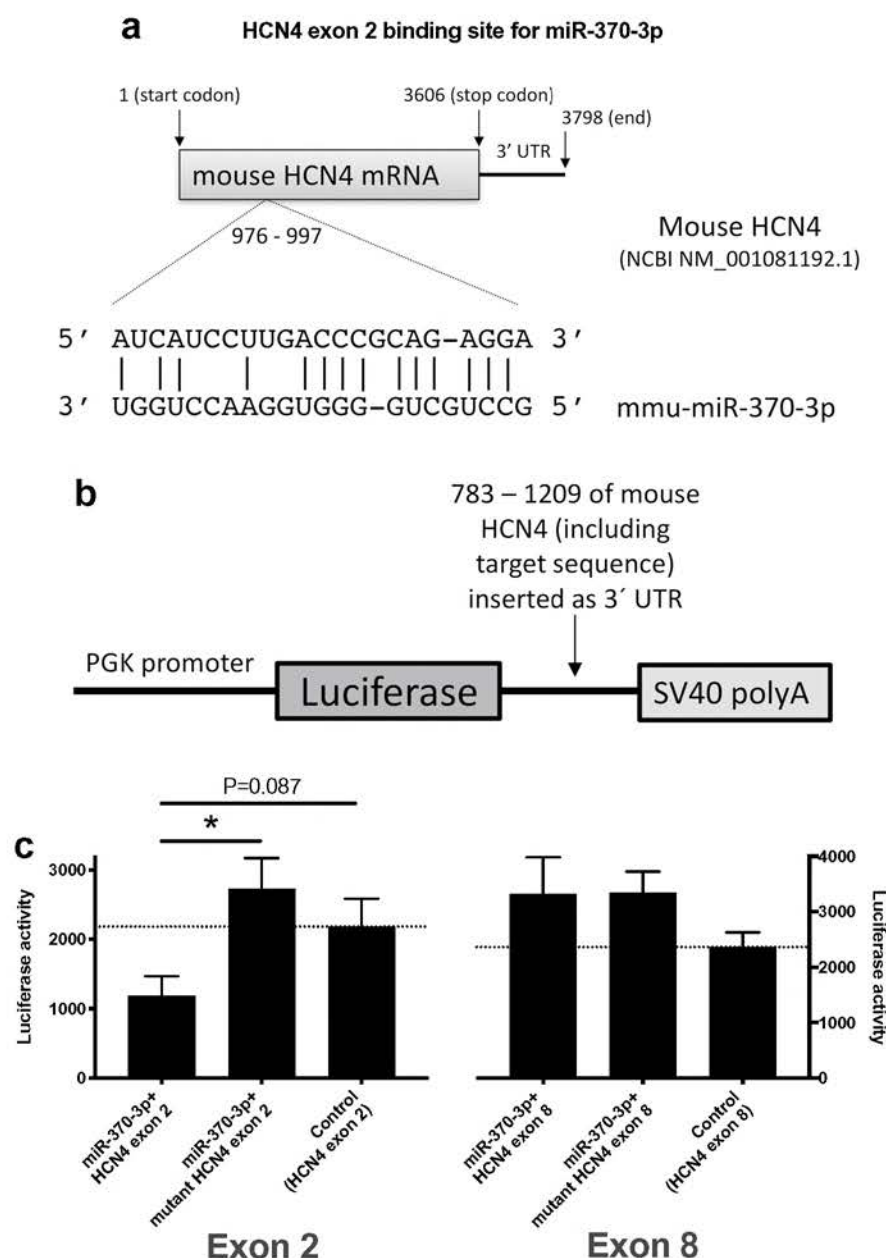 a
HCN4 exon 2 binding site for miR-370-3p
1 (start codon)
3606 (stop codon)
3798 (end)
3' UTR
mouse HCN4 mRNA
976 - 997
Mouse HCN4
(NCBI NM_001081192.1)
5' AUCAUCCUUGACCCGCAG–AGGA 3'
3' UGGUCCAAGGUGGG–GUCGUCCG 5' mmu-miR-370-3p
b
783 – 1209 of mouse
HCN4 (including
target sequence)
inserted as 3´ UTR
PGK promoter
Luciferase
SV40 polyA
c
P=0.087
*
Luciferase activity
3000
2000
1000
0
miR-370-3p+
HCN4 exon 2
miR-370-3p+
mutant HCN4 exon 2
Control
(HCN4 exon 2)
Exon 2
4000
3000
2000
1000
0
Luciferase activity
miR-370-3p+
HCN4 exon 8
miR-370-3p+
mutant HCN4 exon 8
Control
(HCN4 exon 8)
Exon 8